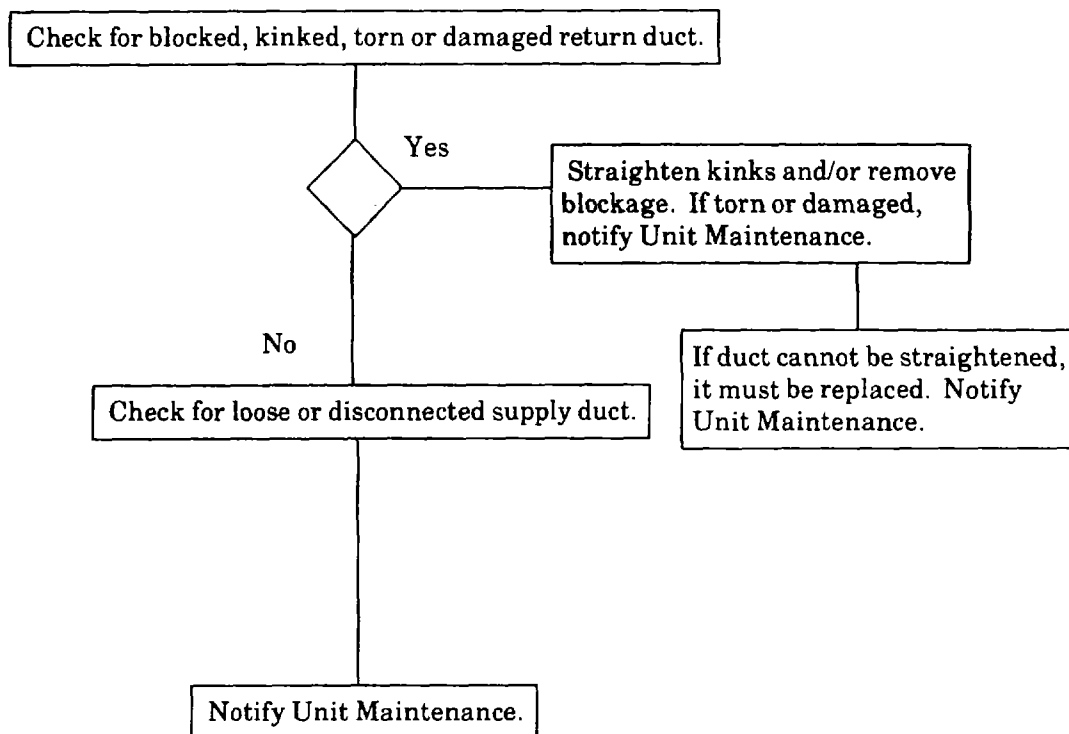 Check for blocked, kinked, torn or damaged return duct.
Yes
Straighten kinks and/or remove
blockage. If torn or damaged,
notify Unit Maintenance.
If duct cannot be straightened,
it must be replaced. Notify
Unit Maintenance.
No
Check for loose or disconnected supply duct.
Notify Unit Maintenance.